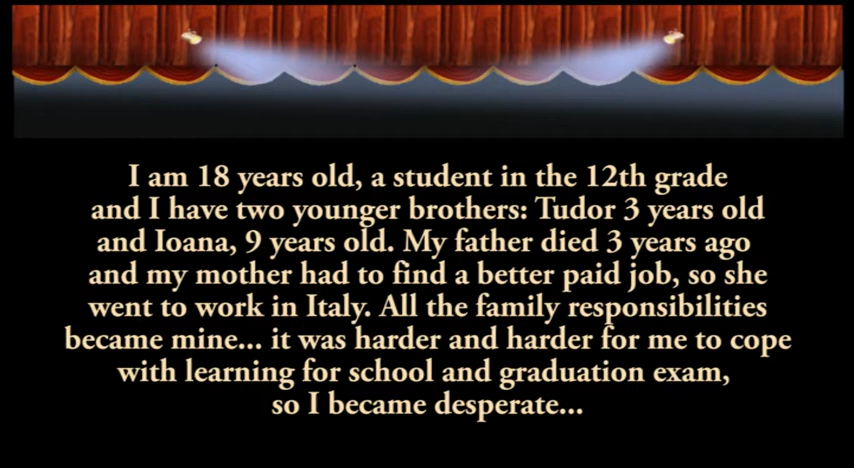 I am 18 years old, a student in the 12th grade
and I have two younger brothers: Tudor 3 years old
and Ioana, 9 years old. My father died 3 years ago
and my mother had to find a better paid job, so she
went to work in Italy. All the family responsibilities
became mine... it was harder and harder for me to cope
with learning for school and graduation exam,
so I became desperate...